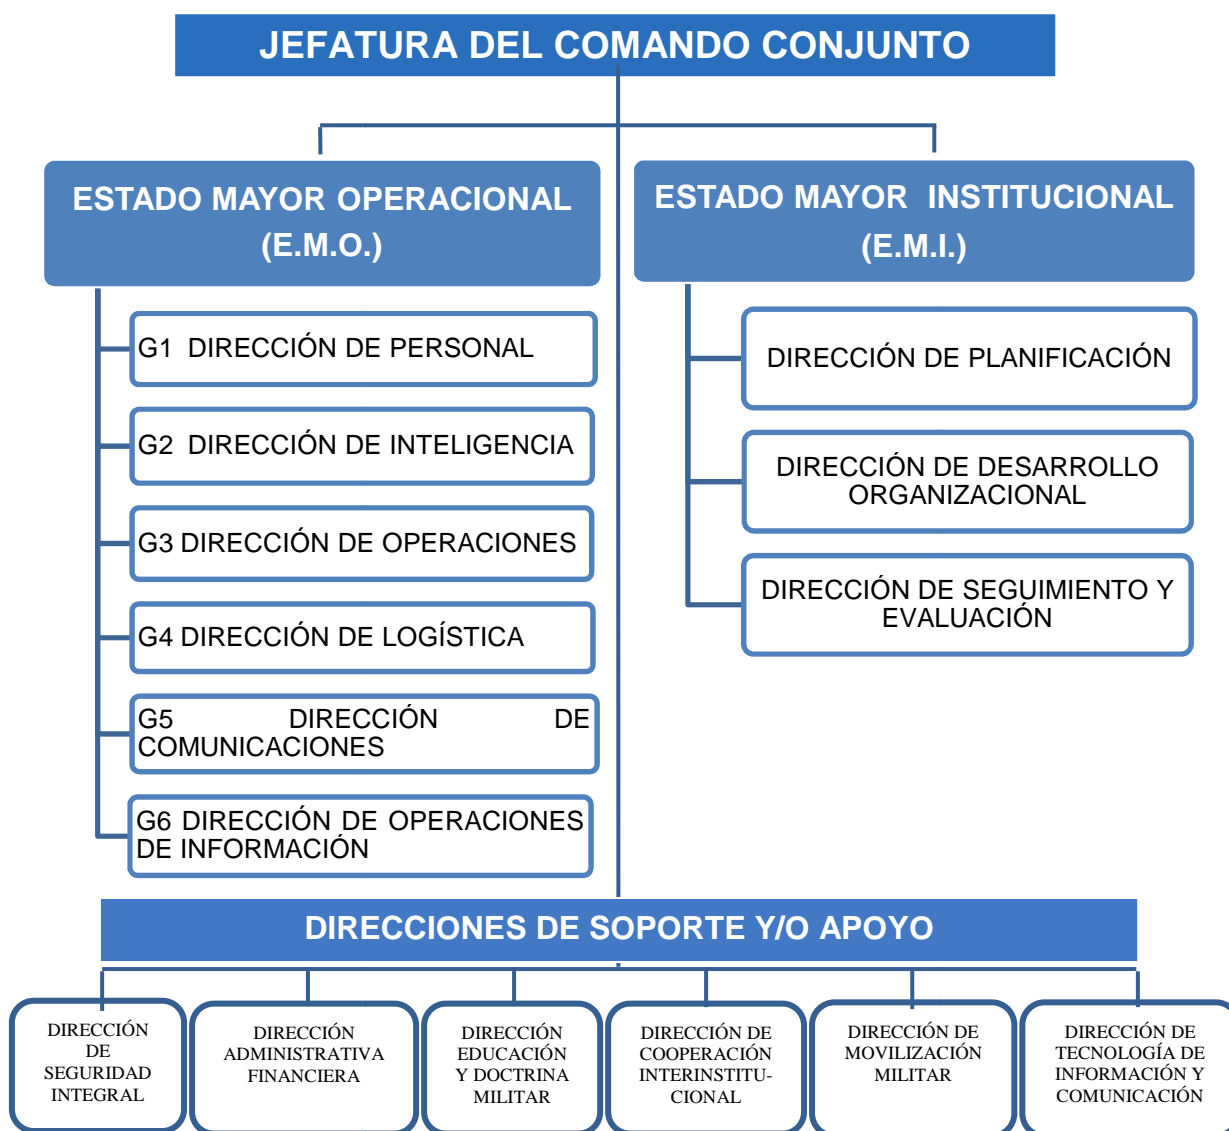 JEFATURA DEL COMANDO CONJUNTO
ESTADO MAYOR OPERACIONAL
(E.M.O.)
G1 DIRECCIÓN DE PERSONAL
G2 DIRECCIÓN DE INTELIGENCIA
G3 DIRECCIÓN DE OPERACIONES
G4 DIRECCIÓN DE LOGÍSTICA
G5 DIRECCIÓN DE
COMUNICACIONES
G6 DIRECCIÓN DE OPERACIONES
DE INFORMACIÓN
ESTADO MAYOR INSTITUCIONAL
(E.M.I.)
DIRECCIÓN DE PLANIFICACIÓN
DIRECCIÓN DE DESARROLLO
ORGANIZACIONAL
DIRECCIÓN DE SEGUIMIENTO Y
EVALUACIÓN
DIRECCIONES DE SOPORTE Y/O APOYO
DIRECCIÓN
DE
SEGURIDAD
INTEGRAL
DIRECCIÓN
ADMINISTRATIVA
FINANCIERA
DIRECCIÓN
EDUCACIÓN
Y DOCTRINA
MILITAR
DIRECCIÓN DE
COOPERACIÓN
INTERINSTITU-
CIONAL
DIRECCIÓN DE
MOVILIZACIÓN
MILITAR
DIRECCIÓN DE
TECNOLOGÍA DE
INFORMACIÓN Y
COMUNICACIÓN